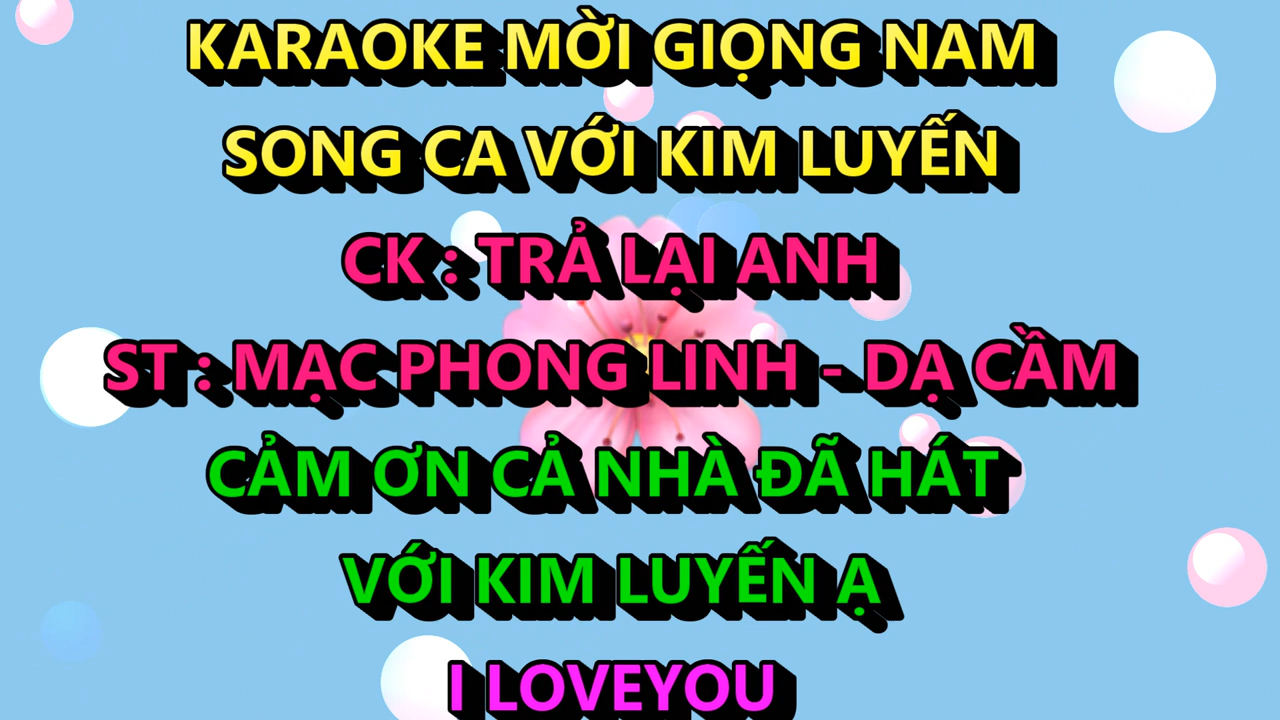 KARAOKE MỜI GIỌNG NAM
SONG CA VỚI KIM LUYẾN
CK : TRẢ LẠI ANH
ST : MẠC PHONG LINH - DẠ CẦM
CẢM ƠN CẢ NHÀ ĐÃ HÁT
VỚI KIM LUYẾN Ạ
I LOVEYOU